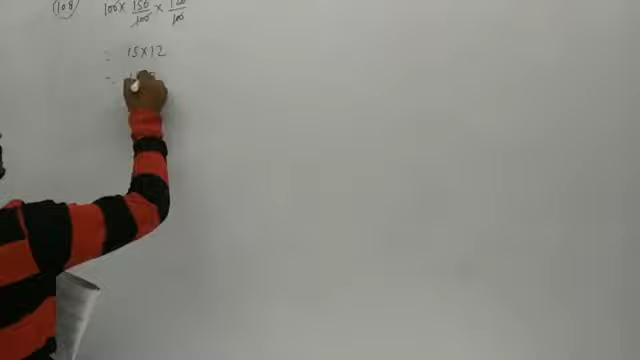 (108) 100 × 150/100 × 120/100
= 15×12
=